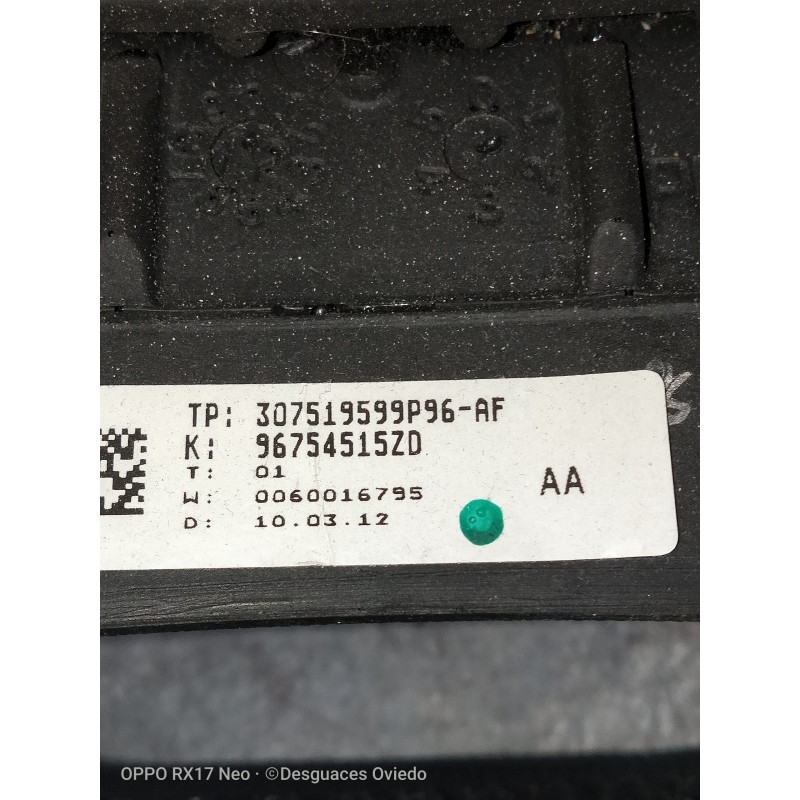 TP: 307519599P96-AF
K: 96754515ZD
T: 01
W: 0060016795
D: 10.03.12
AA
OPPO RX17 Neo · ©Desguaces Oviedo